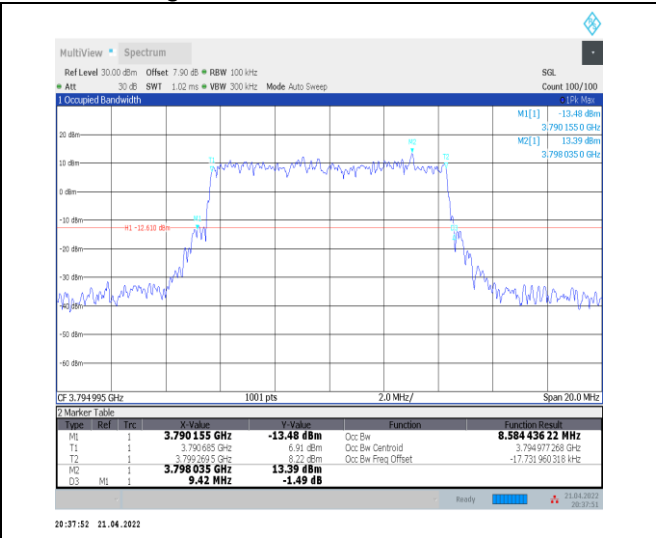 MultiView Spectrum
Ref Level 30.00 dBm Offset 7.90 dB RBW 100 kHz SGL
Att 30 dB SWT 1.02 ms VBW 300 kHz Mode Auto Sweep Count 100/100
1 Occupied Bandwidth 1Pk Max
M1[1] -13.48 dBm
3.790 155 0 GHz
20 dBm M2[1] 13.39 dBm
3.798 035 0 GHz
M2
T1 T2
10 dBm
0 dBm
-10 dBm
M1
H1 -12.610 dBm
D3
-20 dBm
-30 dBm
-40 dBm
-50 dBm
-60 dBm
CF 3.794 995 GHz 1001 pts 2.0 MHz/ Span 20.0 MHz
2 Marker Table
Type Ref Trc X-Value Y-Value Function Function Result
M1 1 3.790 155 GHz -13.48 dBm Occ Bw 8.584 436 22 MHz
T1 1 3.790 685 GHz 6.91 dBm Occ Bw Centroid 3.794 977 268 GHz
T2 1 3.799 269 5 GHz 8.22 dBm Occ Bw Freq Offset -17.731 960 318 kHz
M2 1 3.798 035 GHz 13.39 dBm
D3 M1 1 9.42 MHz -1.49 dB
Ready 21.04.2022
20:37:51
20:37:52 21.04.2022